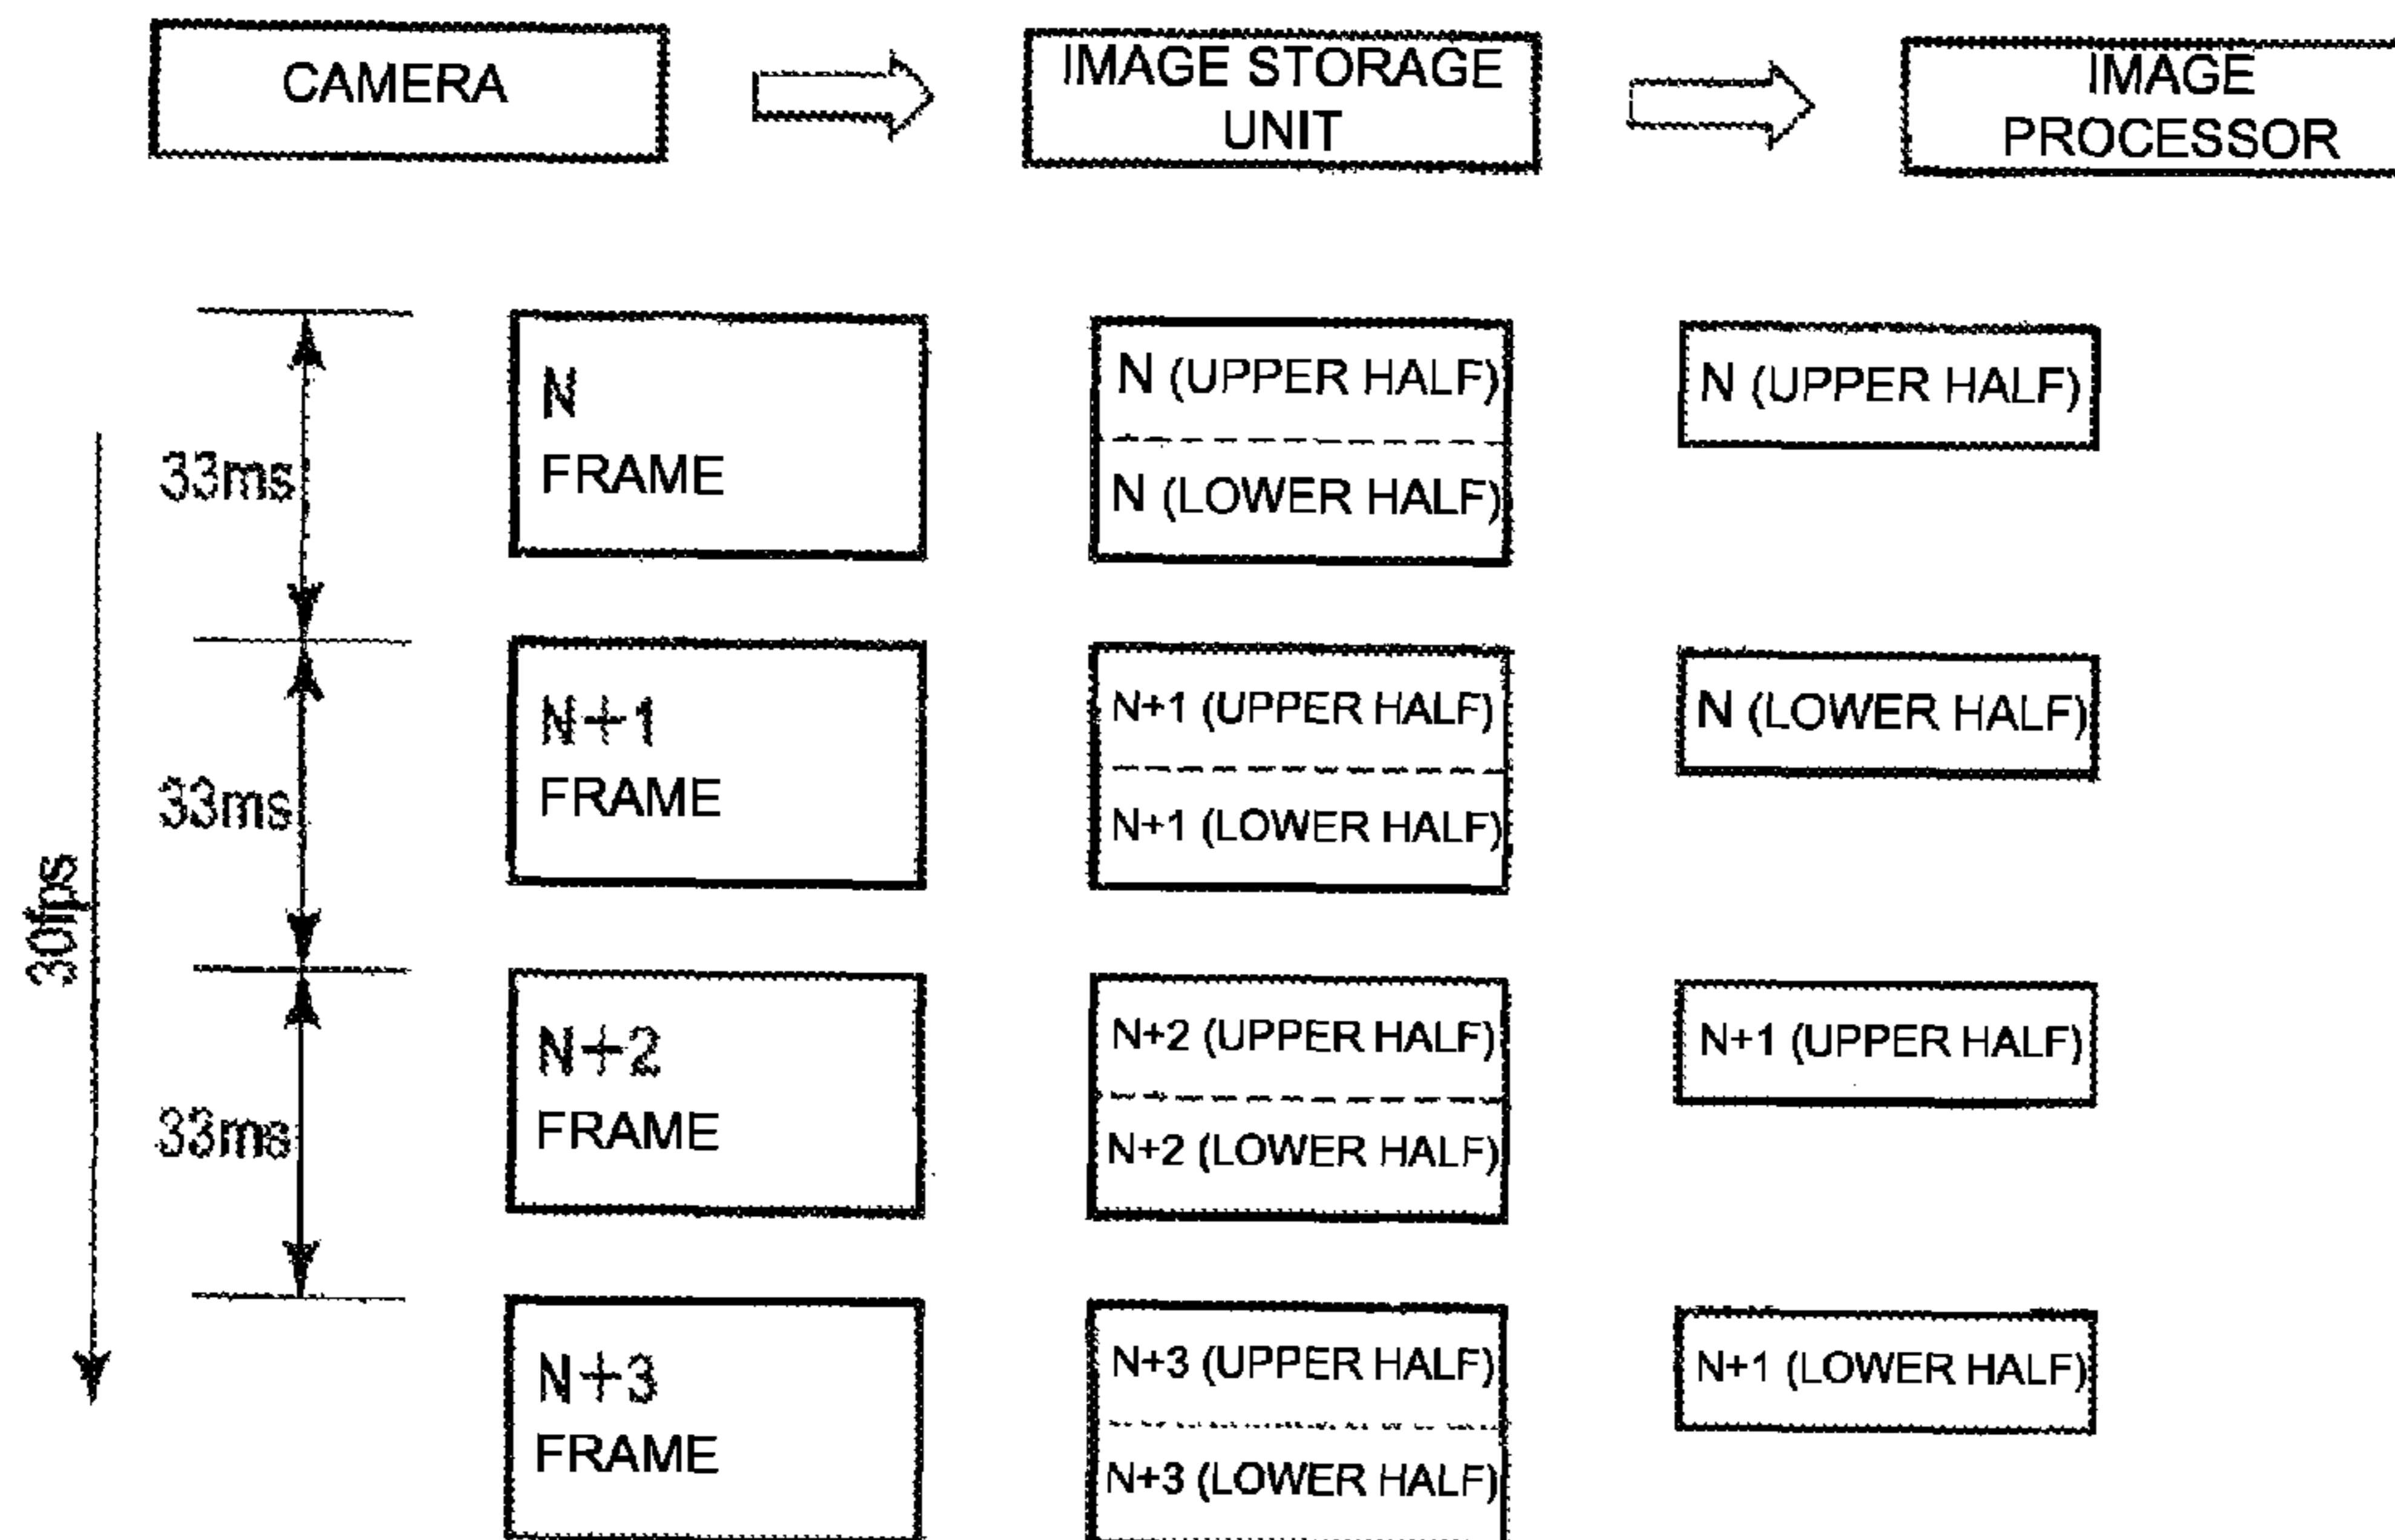 CAMERA
IMAGE STORAGE
UNIT
IMAGE
PROCESSOR
30fps
33ms
N
FRAME
N (UPPER HALF)
N (LOWER HALF)
N (UPPER HALF)
33ms
N+1
FRAME
N+1 (UPPER HALF)
N+1 (LOWER HALF)
N (LOWER HALF)
33ms
N+2
FRAME
N+2 (UPPER HALF)
N+2 (LOWER HALF)
N+1 (UPPER HALF)
N+3
FRAME
N+3 (UPPER HALF)
N+3 (LOWER HALF)
N+1 (LOWER HALF)